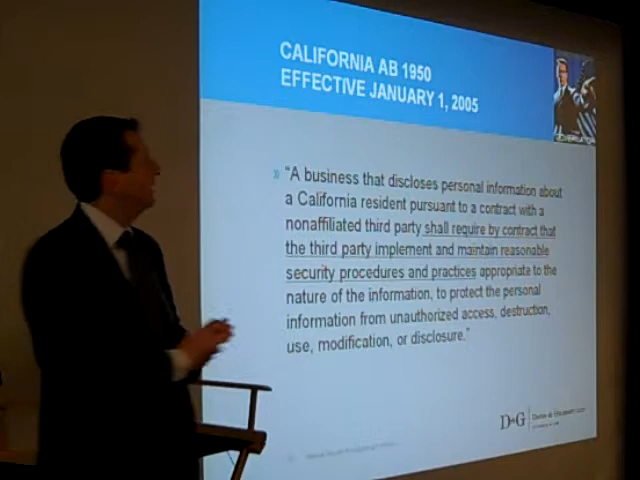 CALIFORNIA AB 1950
EFFECTIVE JANUARY 1, 2005
» “A business that discloses personal information about
a California resident pursuant to a contract with a
nonaffiliated third party shall require by contract that
the third party implement and maintain reasonable
security procedures and practices appropriate to the
nature of the information, to protect the personal
information from unauthorized access, destruction,
use, modification, or disclosure.”
D&G